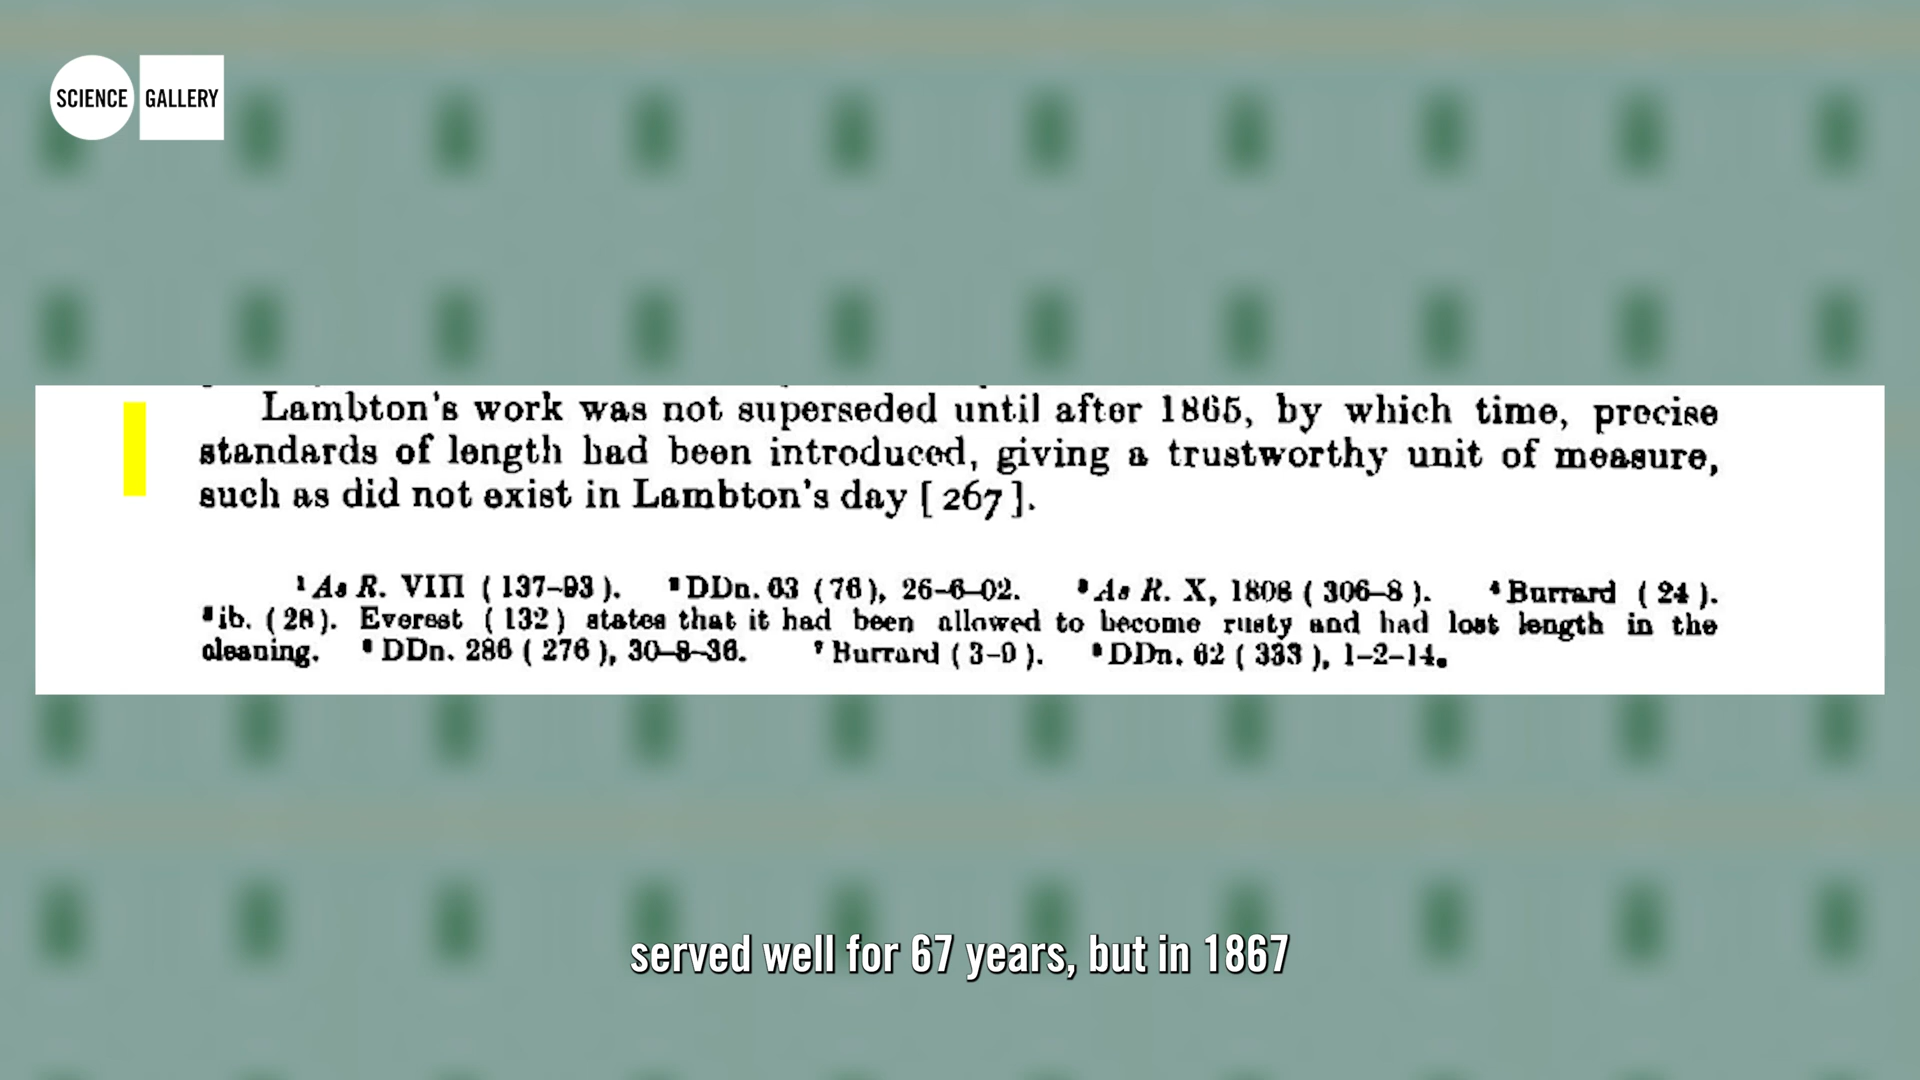 SCIENCE GALLERY
Lambton's work was not superseded until after 1865, by which time, precise
standards of length had been introduced, giving a trustworthy unit of measure,
such as did not exist in Lambton's day [ 267 ].
¹ As R. VIII ( 137–93 ). ² DDn. 63 ( 76 ), 26–6–02. ³ As R. X, 1808 ( 306–8 ). ⁴ Burrard ( 24 ).
⁵ ib. ( 28 ). Everest ( 132 ) states that it had been allowed to become rusty and had lost length in the
cleaning. ⁶ DDn. 286 ( 276 ), 30–8–36. ⁷ Burrard ( 3–9 ). ⁸ DDn. 62 ( 333 ), 1–2–14.
served well for 67 years, but in 1867